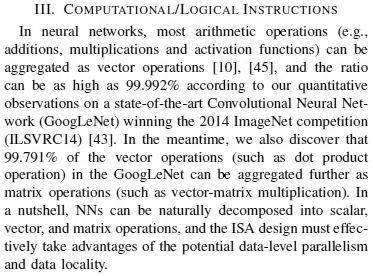 III. COMPUTATIONAL/LOGICAL INSTRUCTIONS
In neural networks, most arithmetic operations (e.g.,
additions, multiplications and activation functions) can be
aggregated as vector operations [10], [45], and the ratio
can be as high as 99.992% according to our quantitative
observations on a state-of-the-art Convolutional Neural Net-
work (GoogLeNet) winning the 2014 ImageNet competition
(ILSVRC14) [43]. In the meantime, we also discover that
99.791% of the vector operations (such as dot product
operation) in the GoogLeNet can be aggregated further as
matrix operations (such as vector-matrix multiplication). In
a nutshell, NNs can be naturally decomposed into scalar,
vector, and matrix operations, and the ISA design must effec-
tively take advantages of the potential data-level parallelism
and data locality.